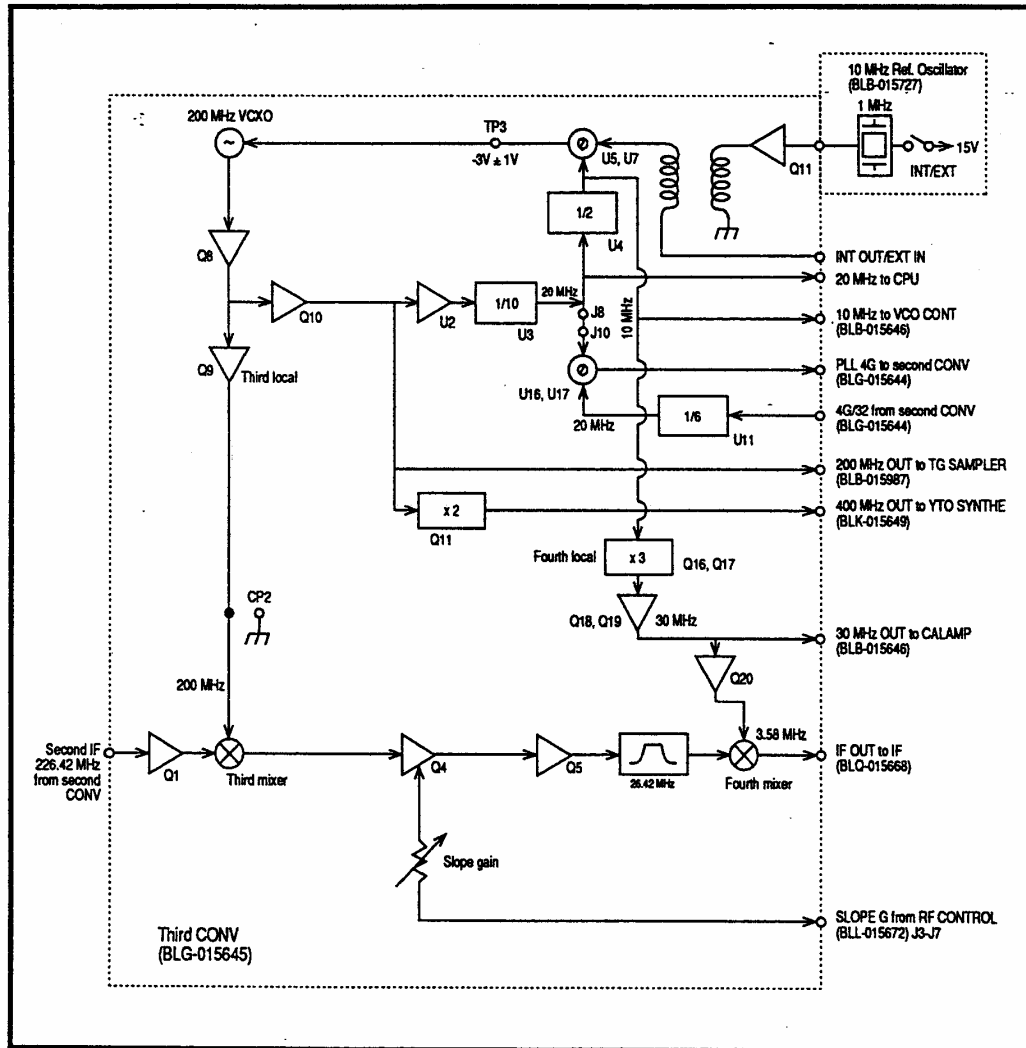 10 MHz Ref. Oscillator
(BLB-015727)
1 MHz
15V
INT/EXT
200 MHz VCXO
~
TP3
-3V ± 1V
U5, U7
Q11
1/2
U4
Q8
INT OUT/EXT IN
20 MHz to CPU
Q10
U2
1/10
U3
20 MHz
J8
J10
10 MHz
10 MHz to VCO CONT
(BLB-015646)
Q9
Third local
U16, U17
PLL 4G to second CONV
(BLG-015644)
20 MHz
1/6
U11
4G/32 from second CONV
(BLG-015644)
200 MHz OUT to TG SAMPLER
(BLB-015987)
x 2
Q11
400 MHz OUT to YTO SYNTHE
(BLK-015649)
Fourth local
x 3
Q16, Q17
CP2
Q18, Q19
30 MHz
30 MHz OUT to CALAMP
(BLB-015646)
Q20
200 MHz
Second IF
226.42 MHz
from second
CONV
Q1
Third mixer
Q4
Q5
26.42 MHz
3.58 MHz
Fourth mixer
IF OUT to IF
(BLQ-015668)
Slope gain
SLOPE G from RF CONTROL
(BLL-015672) J3-J7
Third CONV
(BLG-015645)